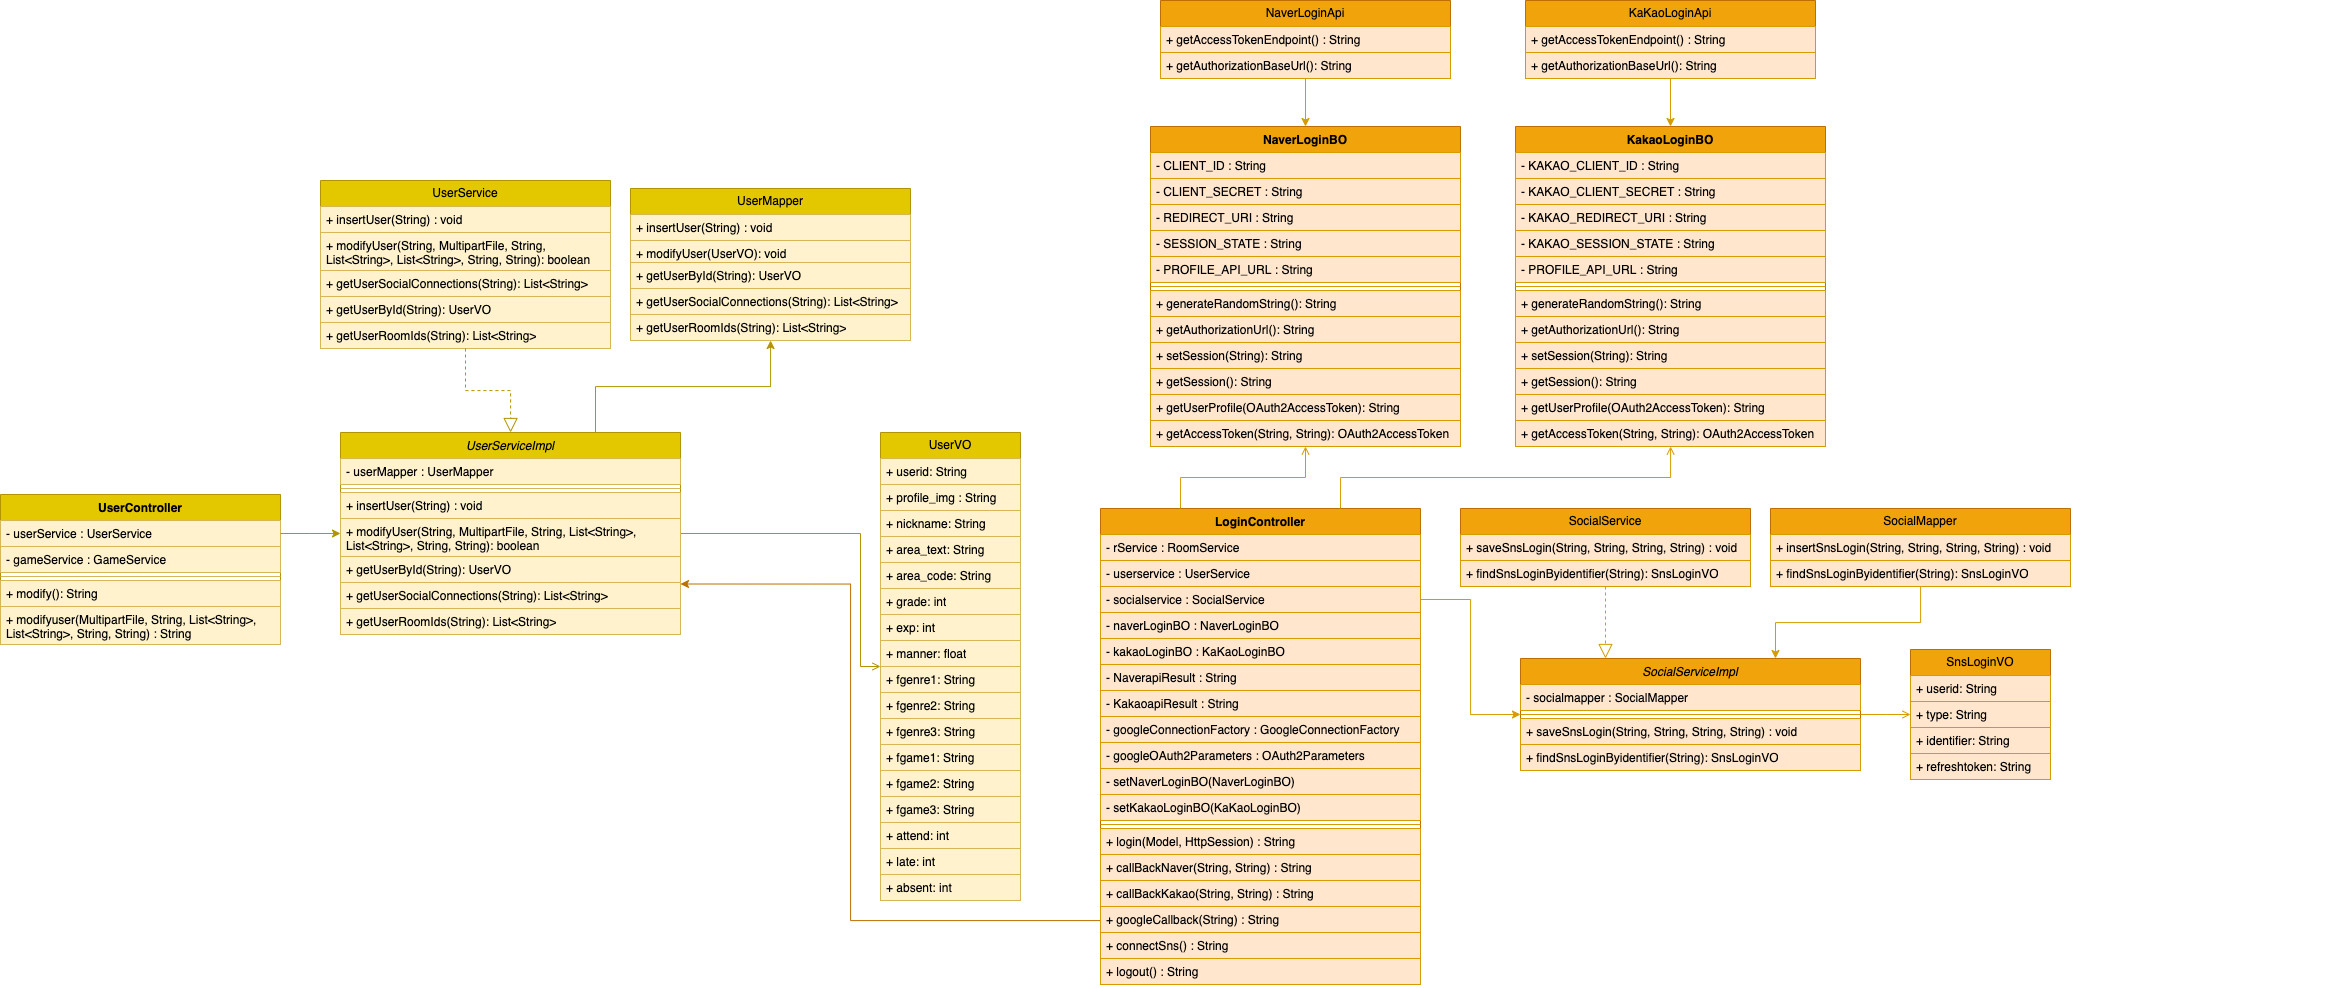 NaverLoginApi
+ getAccessTokenEndpoint() : String
+ getAuthorizationBaseUrl(): String
KaKaoLoginApi
+ getAccessTokenEndpoint() : String
+ getAuthorizationBaseUrl(): String
NaverLoginBO
- CLIENT_ID : String
- CLIENT_SECRET : String
- REDIRECT_URI : String
- SESSION_STATE : String
- PROFILE_API_URL : String
+ generateRandomString(): String
+ getAuthorizationUrl(): String
+ setSession(String): String
+ getSession(): String
+ getUserProfile(OAuth2AccessToken): String
+ getAccessToken(String, String): OAuth2AccessToken
KakaoLoginBO
- KAKAO_CLIENT_ID : String
- KAKAO_CLIENT_SECRET : String
- KAKAO_REDIRECT_URI : String
- KAKAO_SESSION_STATE : String
- PROFILE_API_URL : String
+ generateRandomString(): String
+ getAuthorizationUrl(): String
+ setSession(String): String
+ getSession(): String
+ getUserProfile(OAuth2AccessToken): String
+ getAccessToken(String, String): OAuth2AccessToken
UserService
+ insertUser(String) : void
+ modifyUser(String, MultipartFile, String,
List<String>, List<String>, String, String): boolean
+ getUserSocialConnections(String): List<String>
+ getUserById(String): UserVO
+ getUserRoomIds(String): List<String>
UserMapper
+ insertUser(String) : void
+ modifyUser(UserVO): void
+ getUserById(String): UserVO
+ getUserSocialConnections(String): List<String>
+ getUserRoomIds(String): List<String>
UserController
- userService : UserService
- gameService : GameService
+ modify(): String
+ modifyuser(MultipartFile, String, List<String>,
List<String>, String, String) : String
UserServiceImpl
- userMapper : UserMapper
+ insertUser(String) : void
+ modifyUser(String, MultipartFile, String, List<String>,
List<String>, String, String): boolean
+ getUserById(String): UserVO
+ getUserSocialConnections(String): List<String>
+ getUserRoomIds(String): List<String>
UserVO
+ userid: String
+ profile_img : String
+ nickname: String
+ area_text: String
+ area_code: String
+ grade: int
+ exp: int
+ manner: float
+ fgenre1: String
+ fgenre2: String
+ fgenre3: String
+ fgame1: String
+ fgame2: String
+ fgame3: String
+ attend: int
+ late: int
+ absent: int
LoginController
- rService : RoomService
- userservice : UserService
- socialservice : SocialService
- naverLoginBO : NaverLoginBO
- kakaoLoginBO : KaKaoLoginBO
- NaverapiResult : String
- KakaoapiResult : String
- googleConnectionFactory : GoogleConnectionFactory
- googleOAuth2Parameters : OAuth2Parameters
- setNaverLoginBO(NaverLoginBO)
- setKakaoLoginBO(KaKaoLoginBO)
+ login(Model, HttpSession) : String
+ callBackNaver(String, String) : String
+ callBackKakao(String, String) : String
+ googleCallback(String) : String
+ connectSns() : String
+ logout() : String
SocialService
+ saveSnsLogin(String, String, String, String) : void
+ findSnsLoginByidentifier(String): SnsLoginVO
SocialMapper
+ insertSnsLogin(String, String, String, String) : void
+ findSnsLoginByidentifier(String): SnsLoginVO
SocialServiceImpl
- socialmapper : SocialMapper
+ saveSnsLogin(String, String, String, String) : void
+ findSnsLoginByidentifier(String): SnsLoginVO
SnsLoginVO
+ userid: String
+ type: String
+ identifier: String
+ refreshtoken: String